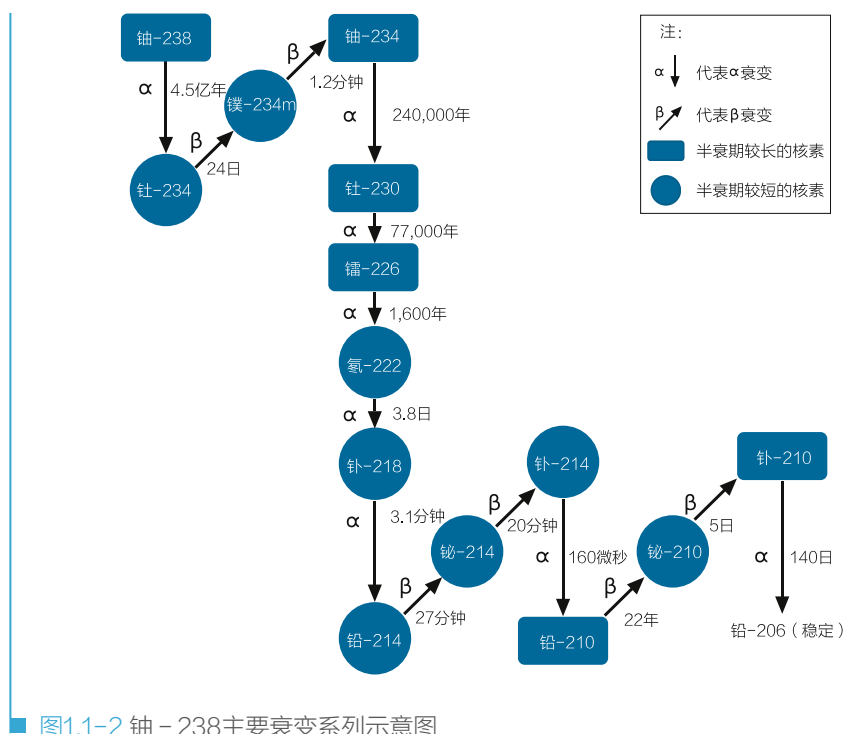 铀-238
α
4.5亿年
钍-234
β
24日
镤-234m
β
1.2分钟
铀-234
α
240,000年
钍-230
α
77,000年
镭-226
α
1,600年
氡-222
α
3.8日
钋-218
α
3.1分钟
铅-214
β
27分钟
铋-214
β
20分钟
钋-214
α
160微秒
铅-210
β
22年
铋-210
β
5日
钋-210
α
140日
铅-206（稳定）
注：
α 代表α衰变
β 代表β衰变
半衰期较长的核素
半衰期较短的核素
图1.1-2 铀－238主要衰变系列示意图